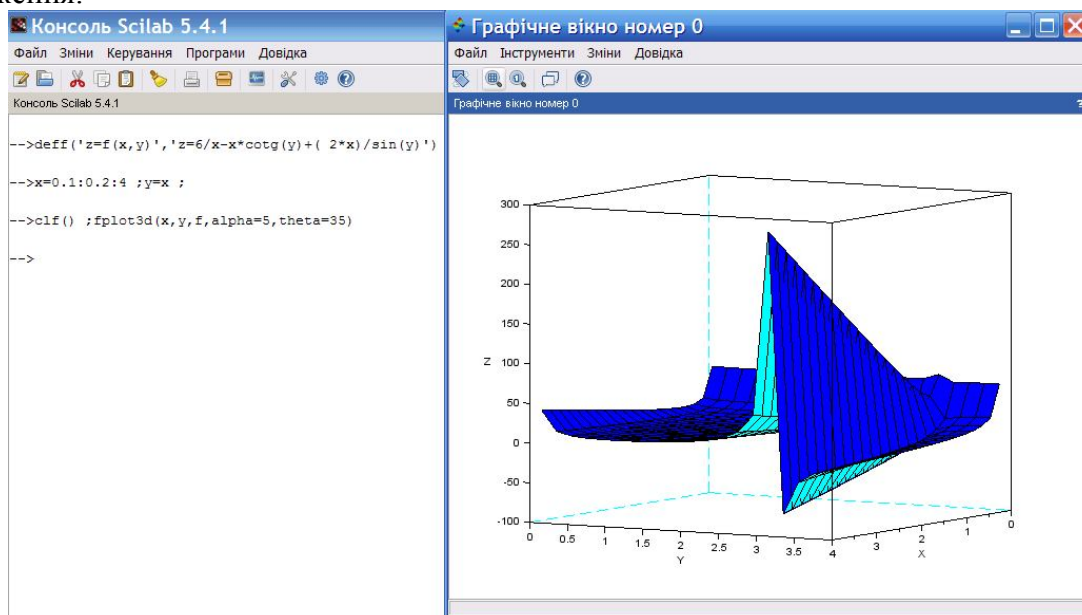 Консоль Scilab 5.4.1
Файл Зміни Керування Програми Довідка
Консоль Scilab 5.4.1
-->deff('z=f(x,y)','z=6/x-x*cotg(y)+( 2*x)/sin(y)')
-->x=0.1:0.2:4 ;y=x ;
-->clf() ;fplot3d(x,y,f,alpha=5,theta=35)
-->
Графічне вікно номер 0
Файл Інструменти Зміни Довідка
Графічне вікно номер 0
?
300
250
200
150
Z 100
50
0
-50
-100
0 0.5 1 1.5 2 2.5 3 3.5 4
Y
3 2 1 0
X